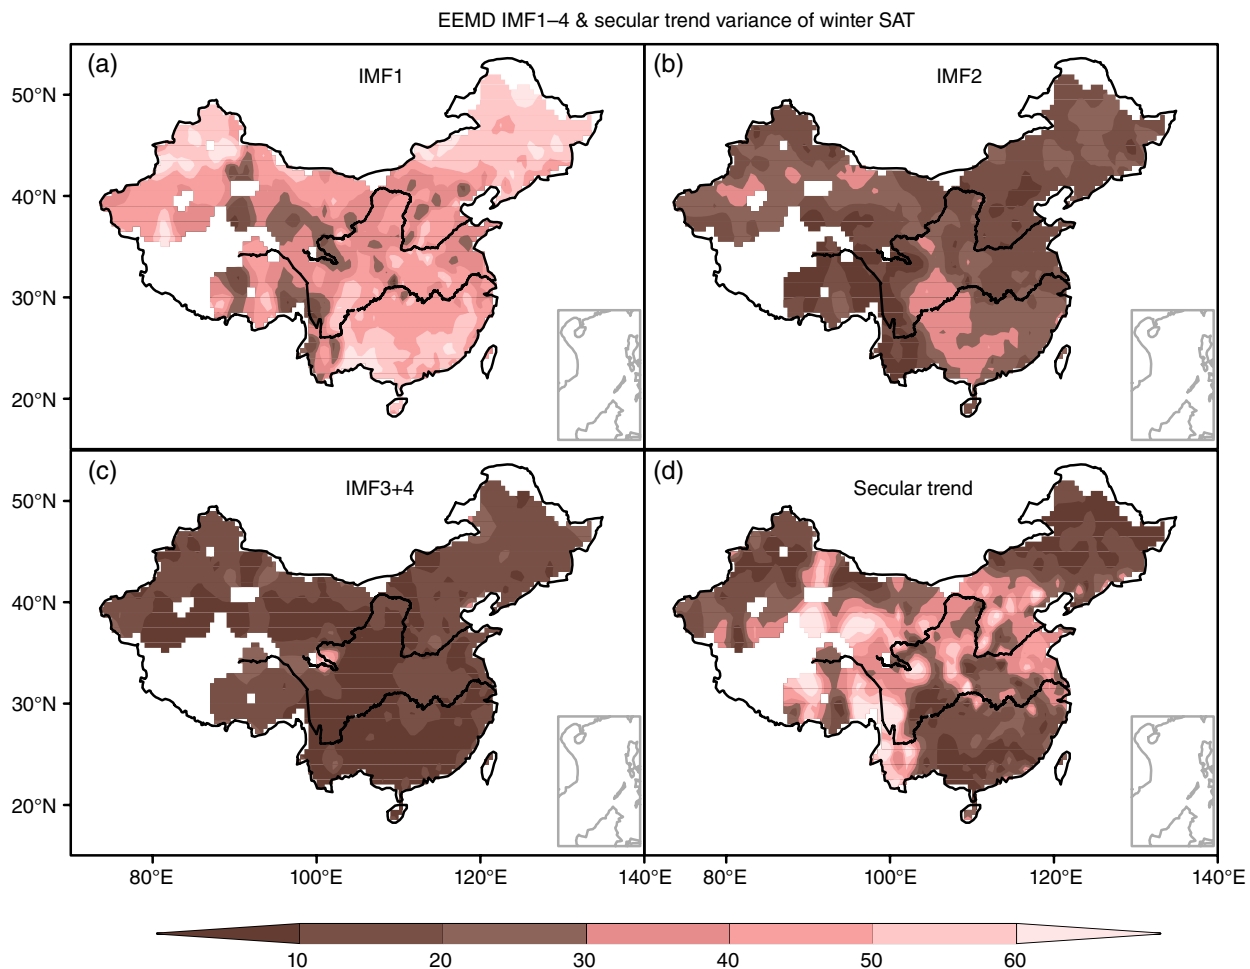 EEMD IMF1–4 & secular trend variance of winter SAT
(a)
IMF1
(b)
IMF2
50°N
40°N
30°N
20°N
(c)
IMF3+4
(d)
Secular trend
50°N
40°N
30°N
20°N
80°E 100°E 120°E 140°E 80°E 100°E 120°E 140°E
10 20 30 40 50 60